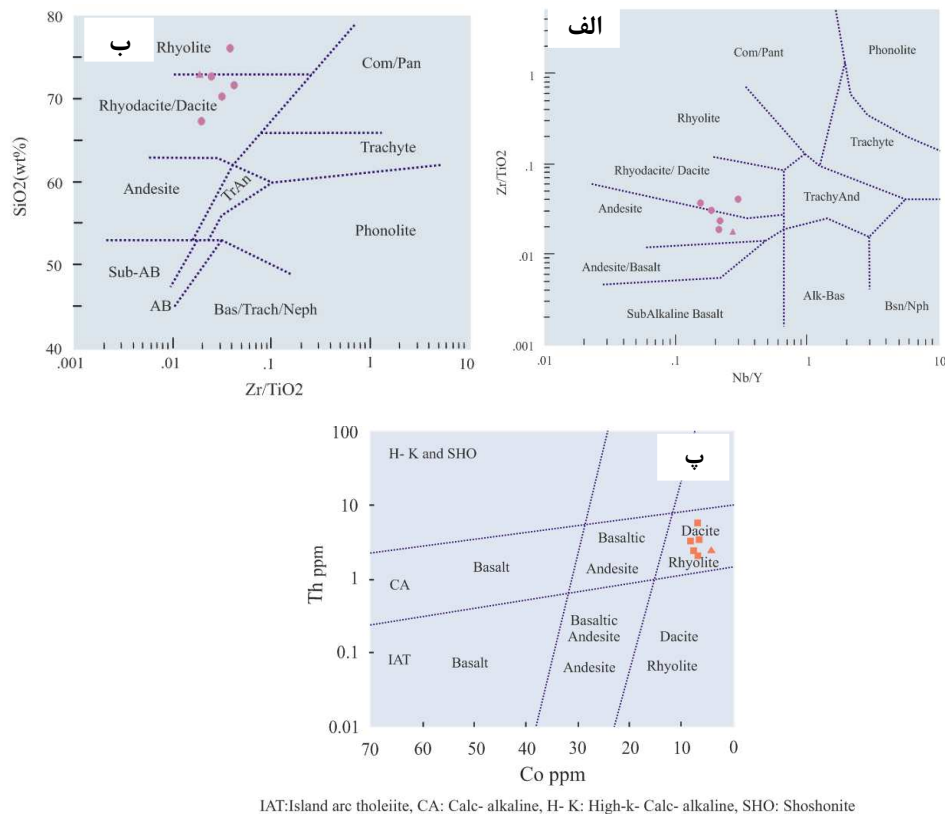 ب
80
70
60
50
40
SiO2(wt%)
Rhyolite
Com/Pan
Rhyodacite/Dacite
Trachyte
Andesite
TrAn
Phonolite
Sub-AB
AB
Bas/Trach/Neph
.001
.01
.10
1
10
Zr/TiO2
الف
1
.1
.01
.001
Zr/TiO2
Com/Pant
Phonolite
Rhyolite
Trachyte
Rhyodacite/ Dacite
TrachyAnd
Andesite
Andesite/Basalt
SubAlkaline Basalt
Alk-Bas
Bsn/Nph
.01
0.1
1
10
Nb/Y
پ
100
10
1
0.1
0.01
Th ppm
H- K and SHO
Dacite
Basaltic
Rhyolite
Basalt
Andesite
CA
Basaltic
Andesite
Dacite
IAT
Basalt
Andesite
Rhyolite
70
60
50
40
30
20
10
0
Co ppm
IAT:Island arc tholeiite, CA: Calc- alkaline, H- K: High-k- Calc- alkaline, SHO: Shoshonite